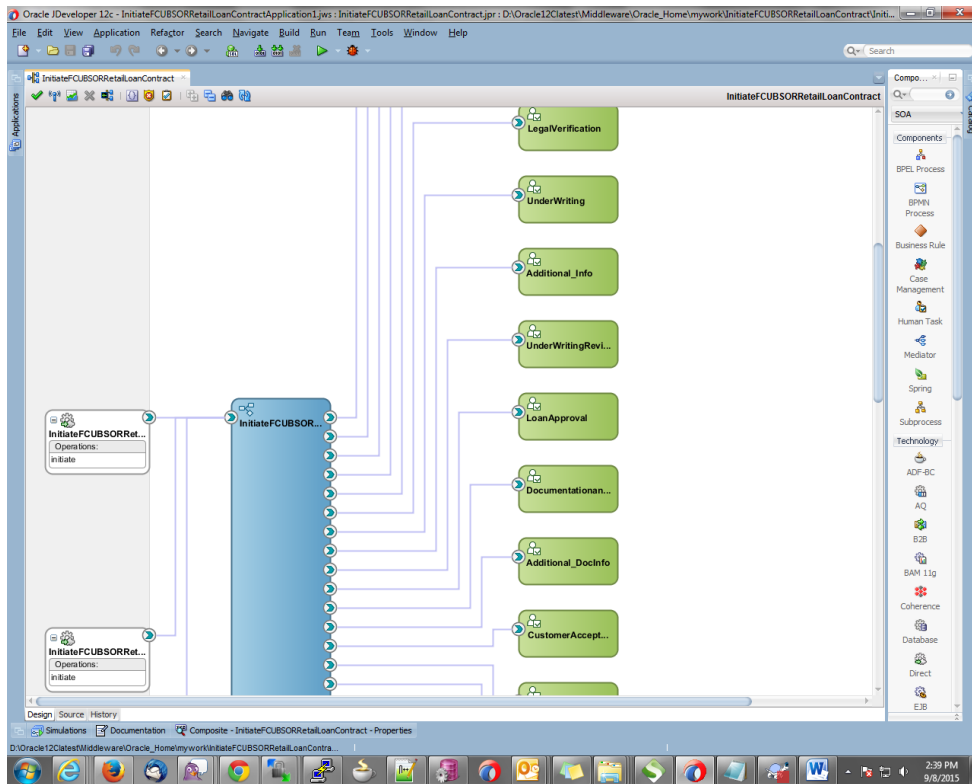 Oracle JDeveloper 12c - InitiateFCUBSORRetailLoanContractApplication1.jws : InitiateFCUBSORRetailLoanContract.jpr : D:\Oracle12Clatest\Middleware\Oracle_Home\mywork\InitiateFCUBSORRetailLoanContract\Initi...
File Edit View Application Refactor Search Navigate Build Run Team Tools Window Help
Search
InitiateFCUBSORRetailLoanContract
Compo...
InitiateFCUBSORRetailLoanContract
Applications
Catalog
SOA
Components
BPEL Process
BPMN
Process
Business Rule
Case
Management
Human Task
Mediator
Spring
Subprocess
Technology
ADF-BC
AQ
B2B
BAM 11g
Coherence
Database
Direct
EJB
LegalVerification
UnderWriting
Additional_Info
UnderWritingRevi...
LoanApproval
Documentationan...
Additional_DocInfo
CustomerAccept...
InitiateFCUBSORRet...
Operations:
initiate
InitiateFCUBSOR...
InitiateFCUBSORRet...
Operations:
initiate
Design Source History
Simulations Documentation Composite - InitiateFCUBSORRetailLoanContract - Properties
D:\Oracle12Clatest\Middleware\Oracle_Home\mywork\InitiateFCUBSORRetailLoanContra...
2:39 PM
9/8/2015